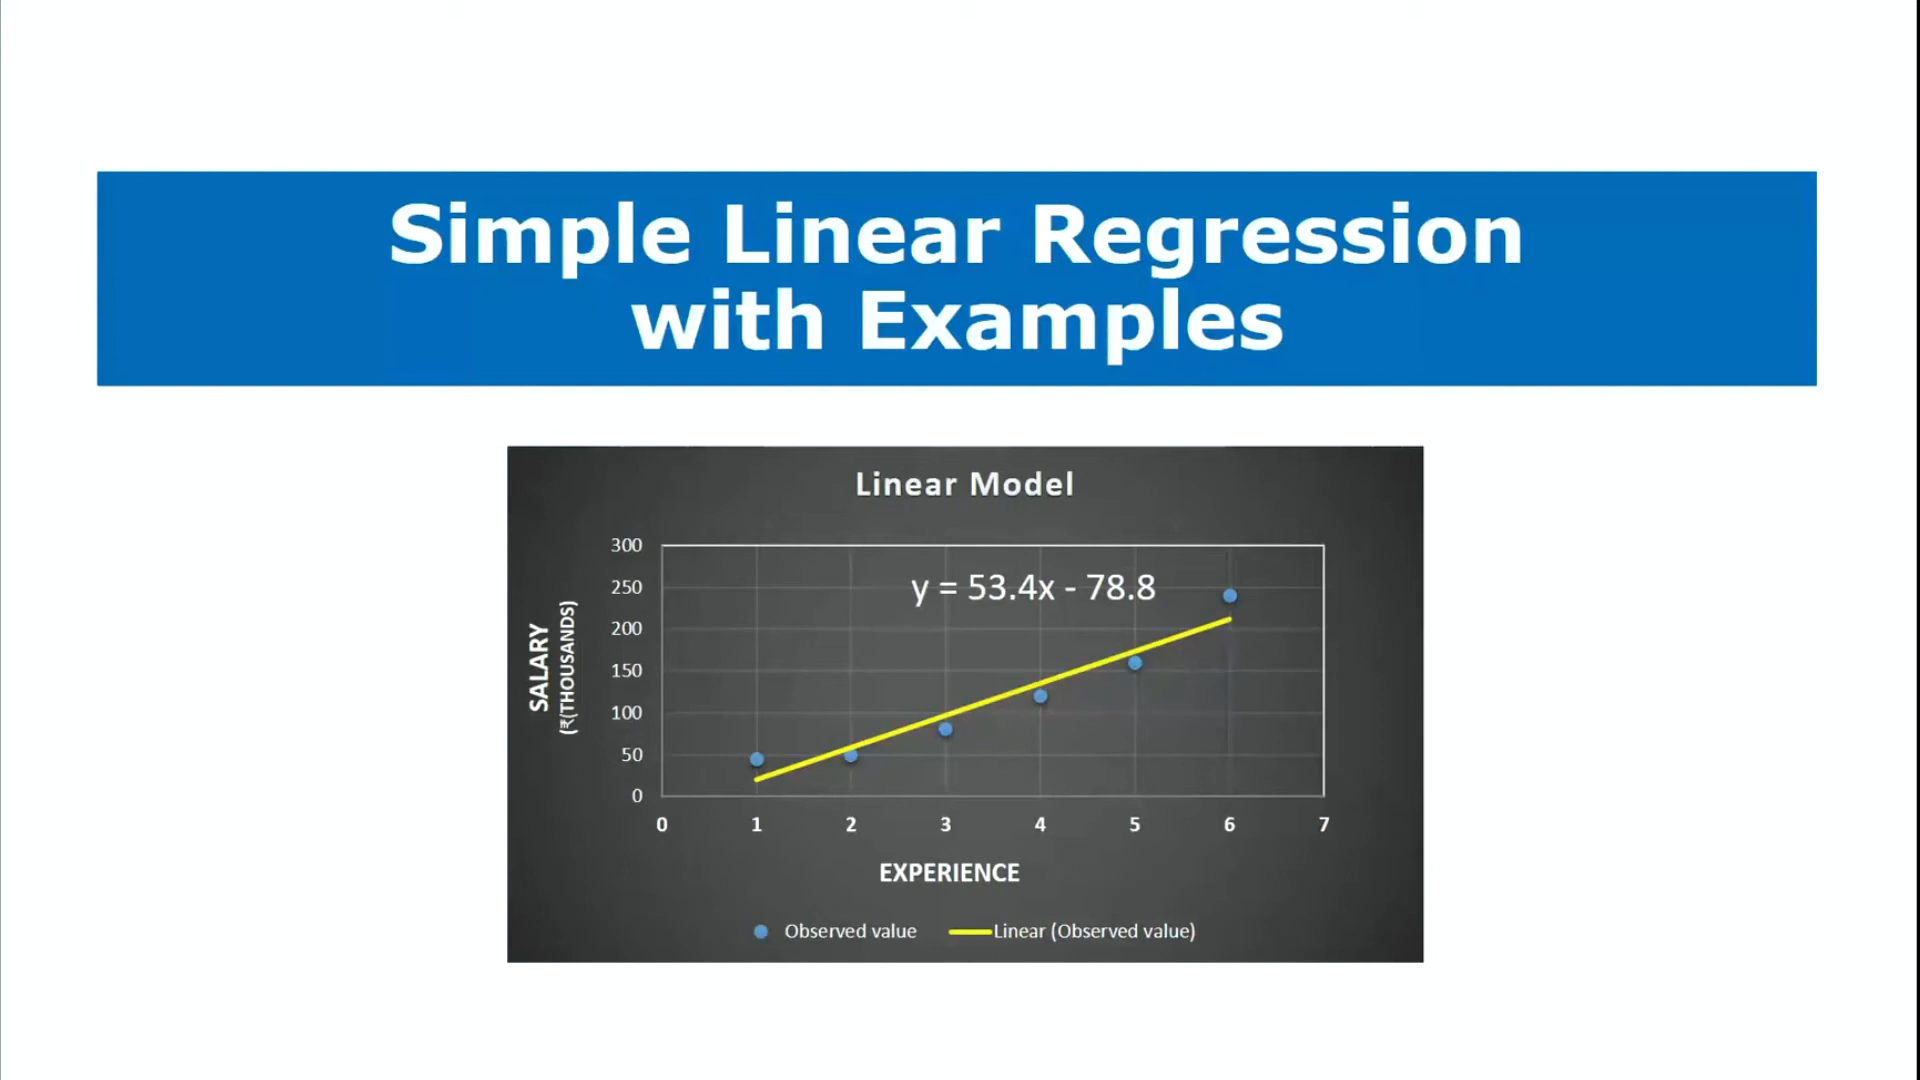 Simple Linear Regression
with Examples
Linear Model
y = 53.4x - 78.8
SALARY
(₹(THOUSANDS)
300
250
200
150
100
50
0
0 1 2 3 4 5 6 7
EXPERIENCE
Observed value Linear (Observed value)